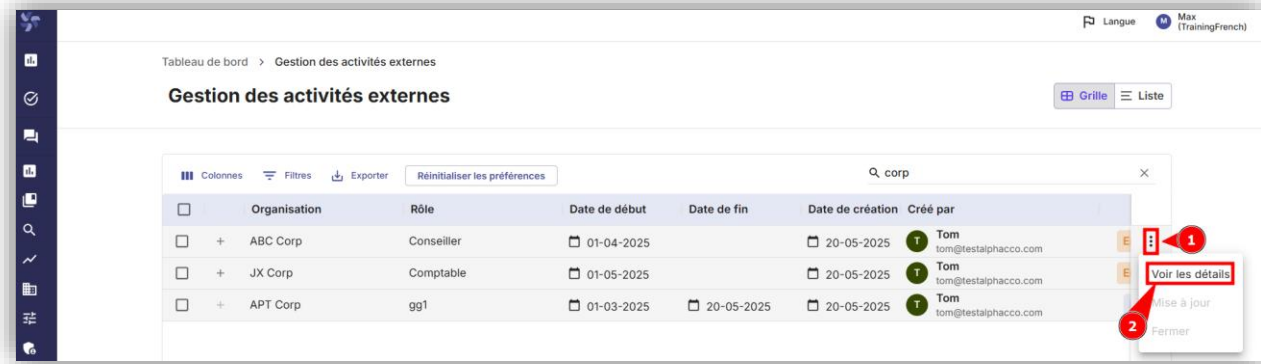 Langue
M
Max
(TrainingFrench)
Tableau de bord > Gestion des activités externes
Gestion des activités externes
Grille
Liste
Colonnes
Filtres
Exporter
Réinitialiser les préférences
corp
Organisation
Rôle
Date de début
Date de fin
Date de création
Créé par
+ ABC Corp Conseiller 01-04-2025 20-05-2025 T Tom
tom@testalphacco.com
E
1
+ JX Corp Comptable 01-05-2025 20-05-2025 T Tom
tom@testalphacco.com
E
Voir les détails
+ APT Corp gg1 01-03-2025 20-05-2025 20-05-2025 T Tom
tom@testalphacco.com
2
Mise à jour
Fermer